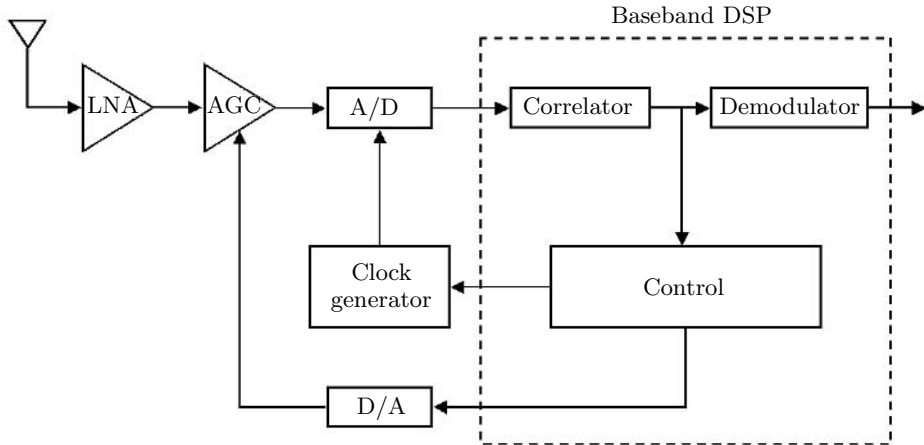 Baseband DSP
LNA
AGC
A/D
Correlator
Demodulator
Clock
generator
Control
D/A